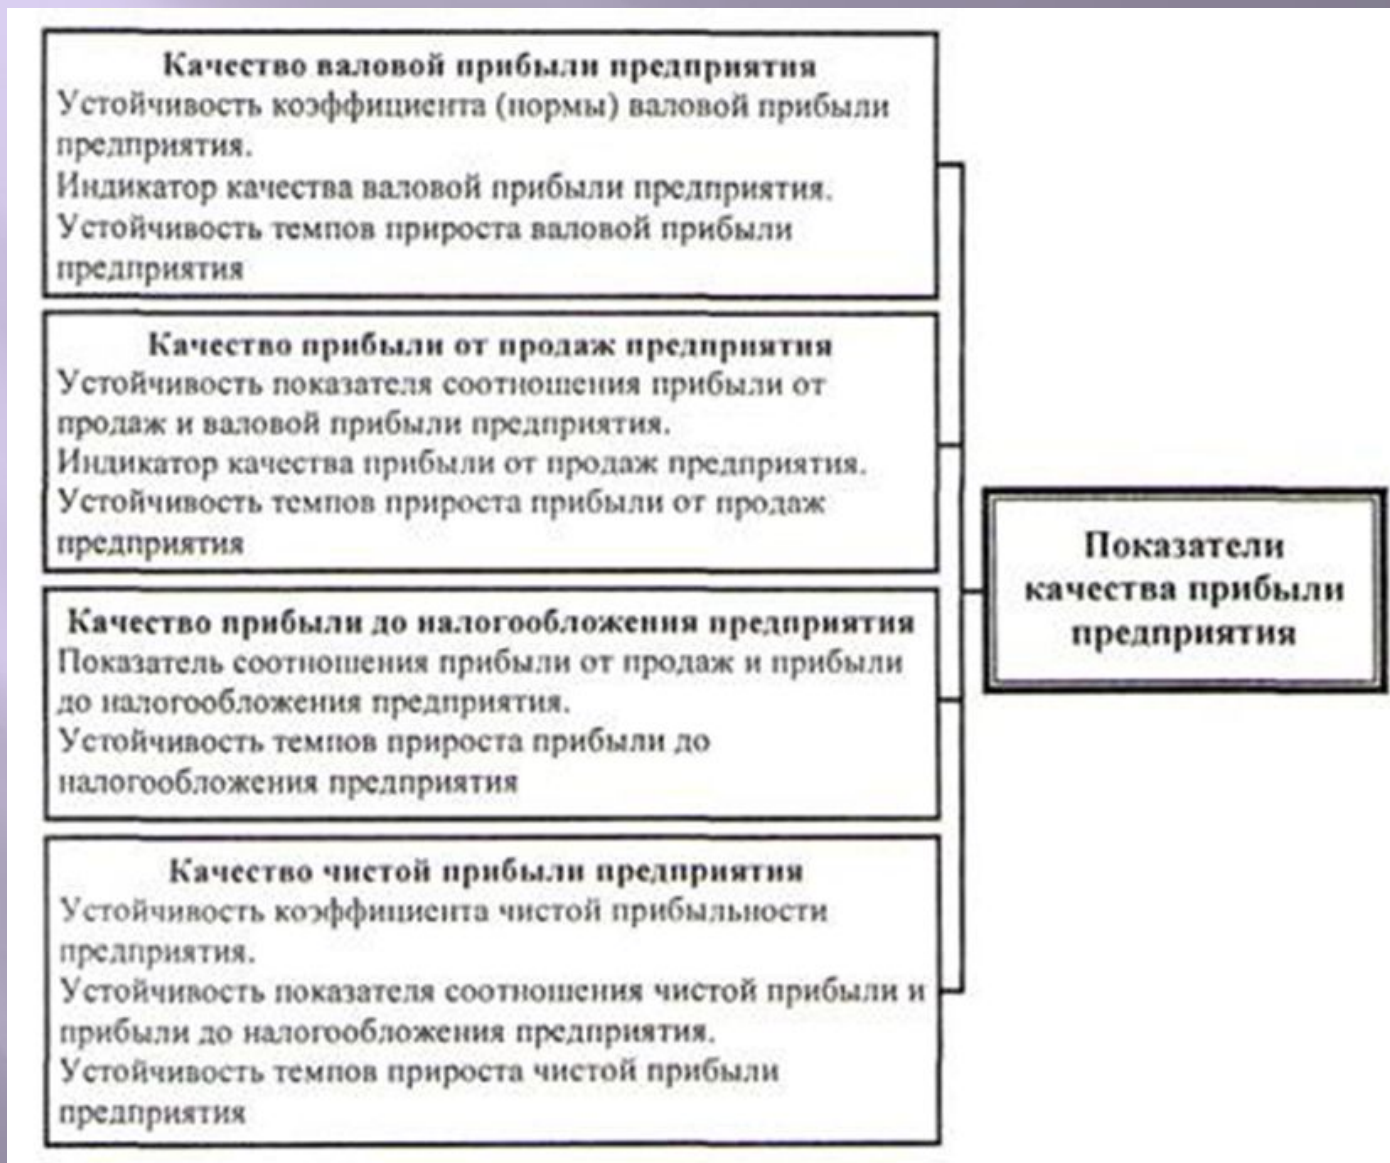 Качество валовой прибыли предприятия
Устойчивость коэффициента (нормы) валовой прибыли
предприятия.
Индикатор качества валовой прибыли предприятия.
Устойчивость темпов прироста валовой прибыли
предприятия
Качество прибыли от продаж предприятия
Устойчивость показателя соотношения прибыли от
продаж и валовой прибыли предприятия.
Индикатор качества прибыли от продаж предприятия.
Устойчивость темпов прироста прибыли от продаж
предприятия
Качество прибыли до налогообложения предприятия
Показатель соотношения прибыли от продаж и прибыли
до налогообложения предприятия.
Устойчивость темпов прироста прибыли до
налогообложения предприятия
Качество чистой прибыли предприятия
Устойчивость коэффициента чистой прибыльности
предприятия.
Устойчивость показателя соотношения чистой прибыли и
прибыли до налогообложения предприятия.
Устойчивость темпов прироста чистой прибыли
предприятия
Показатели
качества прибыли
предприятия